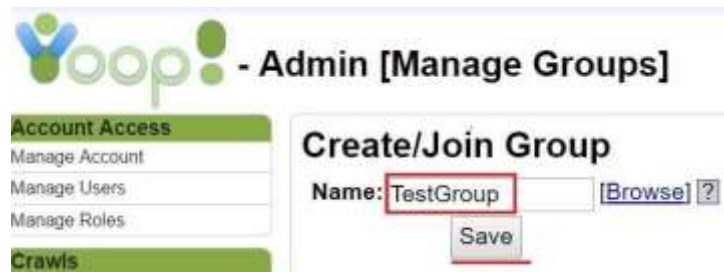 Yoop! - Admin [Manage Groups]
Account Access
Manage Account
Manage Users
Manage Roles
Crawls
Create/Join Group
Name: TestGroup [Browse] ?
Save